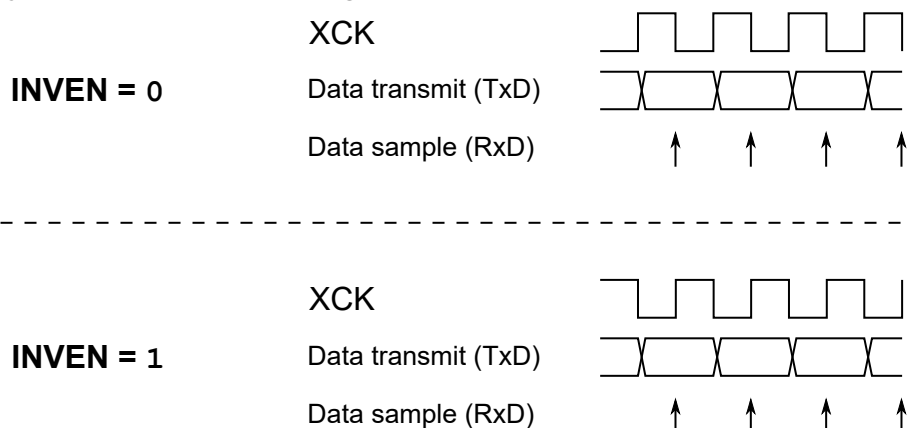 XCK
INVEN = 0
Data transmit (TxD)
Data sample (RxD)
XCK
INVEN = 1
Data transmit (TxD)
Data sample (RxD)